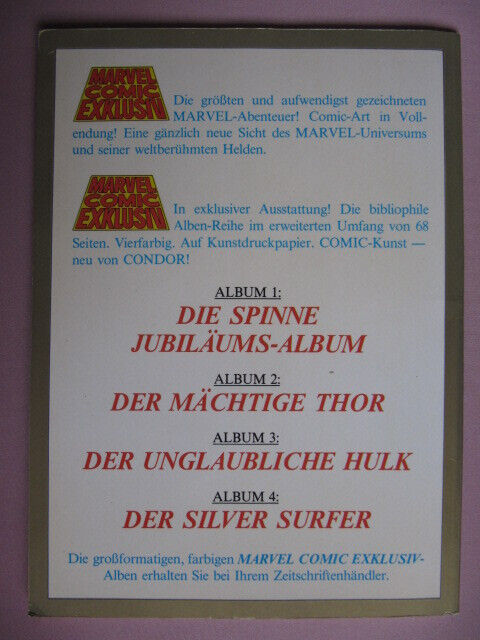 MARVEL
COMIC
EXKLUSIV
Die größten und aufwendigst gezeichneten
MARVEL-Abenteuer! Comic-Art in Voll-
endung! Eine gänzlich neue Sicht des MARVEL-Universums
und seiner weltberühmten Helden.
MARVEL
COMIC
EXKLUSIV
In exklusiver Ausstattung! Die bibliophile
Alben-Reihe im erweiterten Umfang von 68
Seiten. Vierfarbig. Auf Kunstdruckpapier. COMIC-Kunst —
neu von CONDOR!
ALBUM 1:
DIE SPINNE
JUBILÄUMS-ALBUM
ALBUM 2:
DER MÄCHTIGE THOR
ALBUM 3:
DER UNGLAUBLICHE HULK
ALBUM 4:
DER SILVER SURFER
Die großformatigen, farbigen MARVEL COMIC EXKLUSIV-
Alben erhalten Sie bei Ihrem Zeitschriftenhändler.